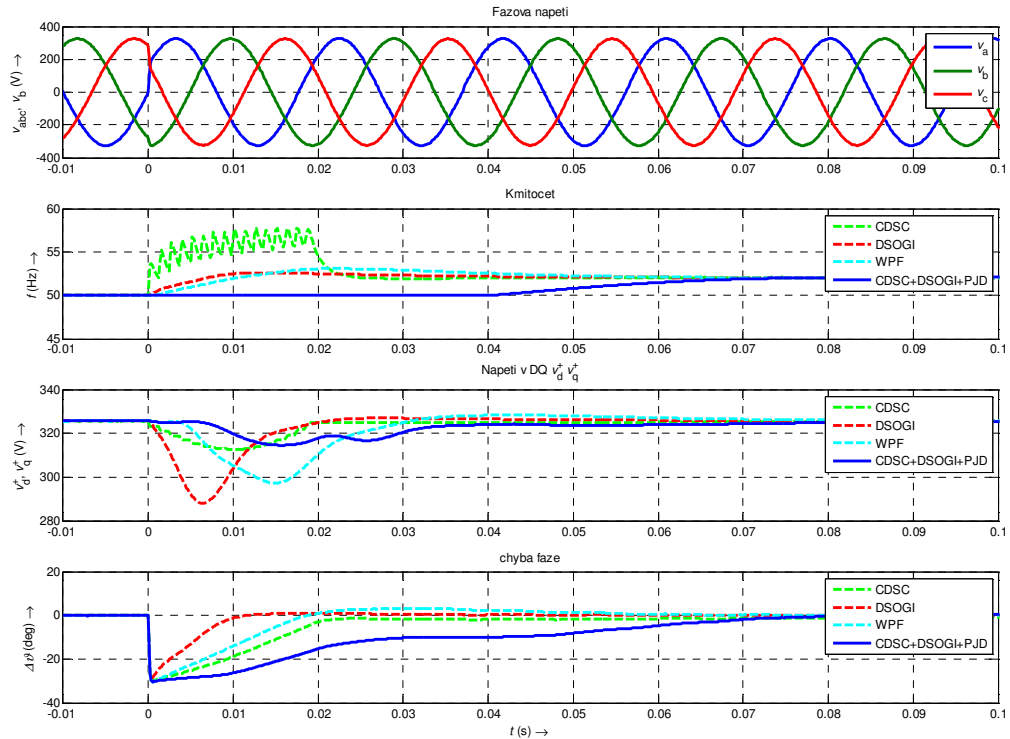 Fazova napeti
400
200
0
-200
-400
v_abc, v_b (V) →
v_a
v_b
v_c
-0.01 0 0.01 0.02 0.03 0.04 0.05 0.06 0.07 0.08 0.09 0.1
Kmitocet
60
55
50
45
f (Hz) →
CDSC
DSOGI
WPF
CDSC+DSOGI+PJD
-0.01 0 0.01 0.02 0.03 0.04 0.05 0.06 0.07 0.08 0.09 0.1
Napeti v DQ v_d^+ v_q^+
340
320
300
280
v_d^+, v_q^+ (V) →
CDSC
DSOGI
WPF
CDSC+DSOGI+PJD
-0.01 0 0.01 0.02 0.03 0.04 0.05 0.06 0.07 0.08 0.09 0.1
chyba faze
20
0
-20
-40
Δϑ (deg) →
CDSC
DSOGI
WPF
CDSC+DSOGI+PJD
-0.01 0 0.01 0.02 0.03 0.04 0.05 0.06 0.07 0.08 0.09 0.1
t (s) →